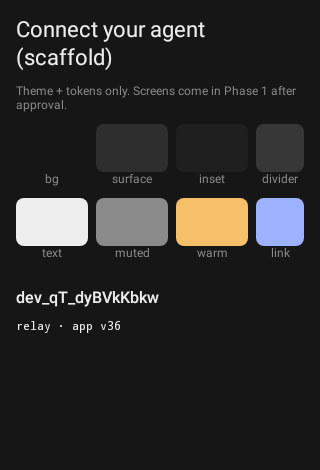 Connect your agent
(scaffold)
Theme + tokens only. Screens come in Phase 1 after
approval.
bg surface inset divider
text muted warm link
dev_qT_dyBVkKbkw
relay · app v36